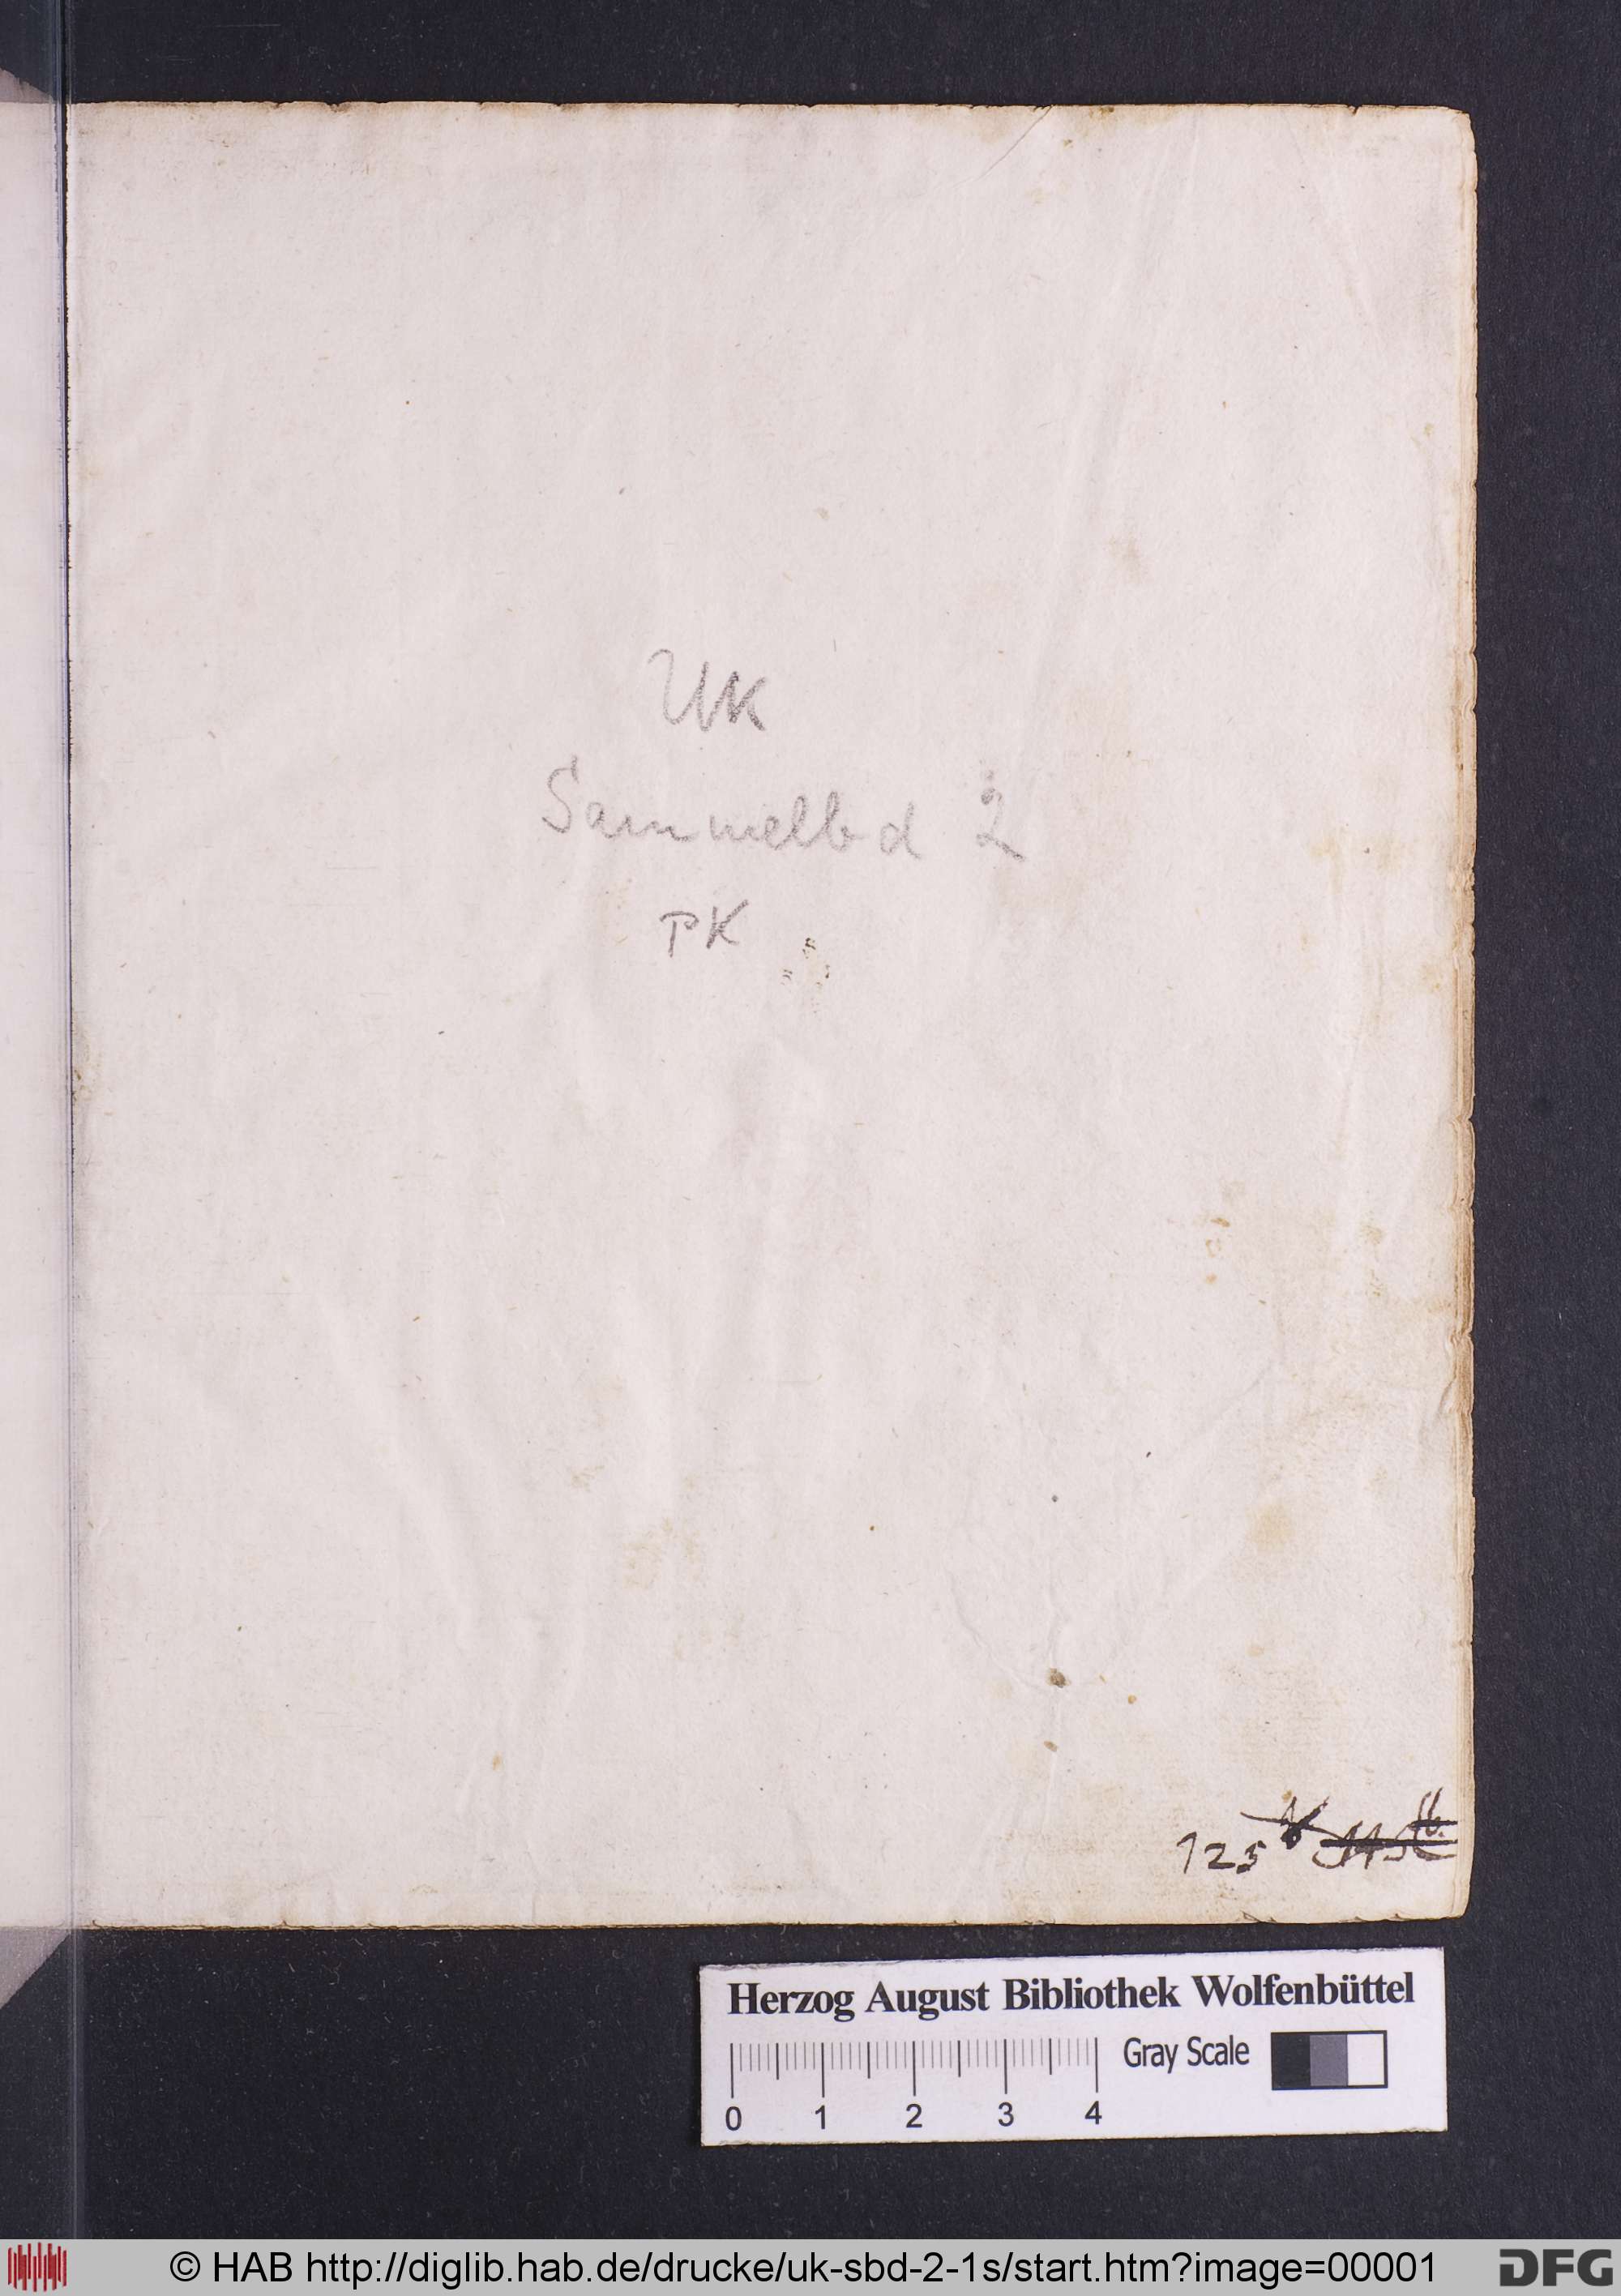 UK
Sammelbd 2
PK
125
Herzog August Bibliothek Wolfenbüttel
Gray Scale
0 1 2 3 4
© HAB http://diglib.hab.de/drucke/uk-sbd-2-1s/start.htm?image=00001
DFG